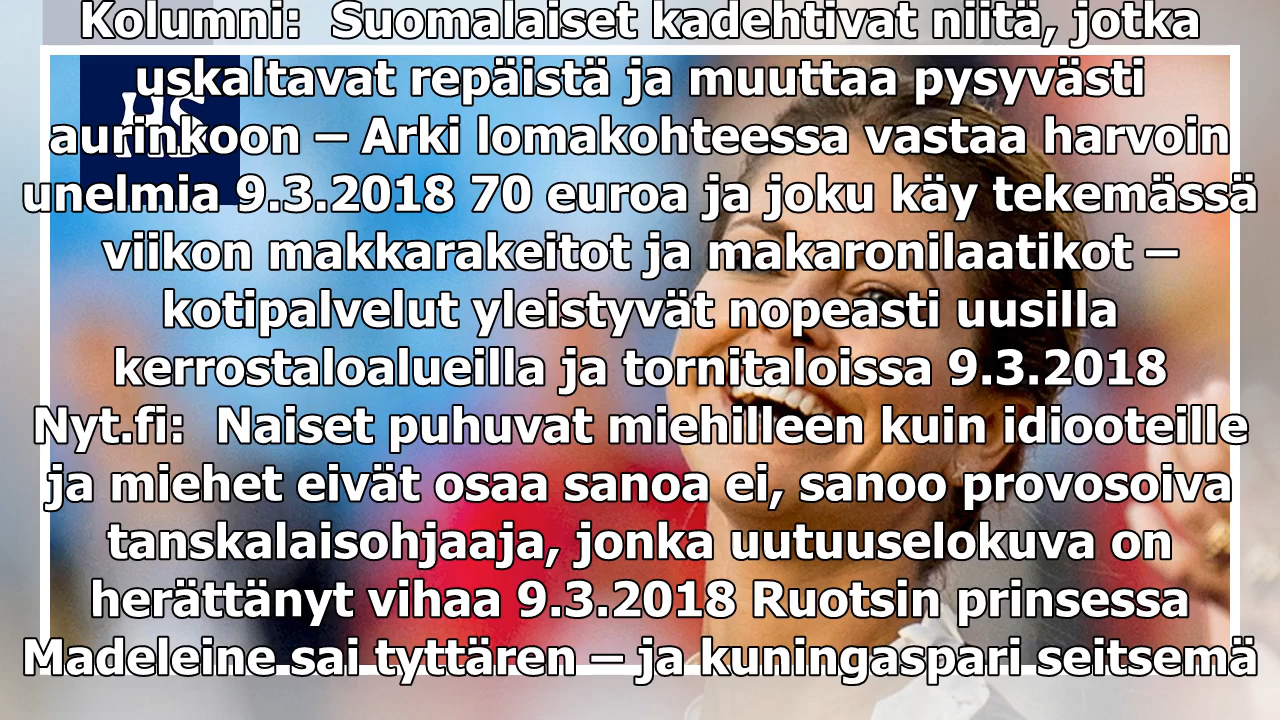 Kolumni: Suomalaiset kadehtivat niitä, jotka
uskaltavat repäistä ja muuttaa pysyvästi
aurinkoon – Arki lomakohteessa vastaa harvoin
unelmia 9.3.2018 70 euroa ja joku käy tekemässä
viikon makkarakeitot ja makaronilaatikot –
kotipalvelut yleistyvät nopeasti uusilla
kerrostaloalueilla ja tornitaloissa 9.3.2018
Nyt.fi: Naiset puhuvat miehilleen kuin idiooteille
ja miehet eivät osaa sanoa ei, sanoo provosoiva
tanskalaisohjaaja, jonka uutuuselokuva on
herättänyt vihaa 9.3.2018 Ruotsin prinsessa
Madeleine sai tyttären – ja kuningaspari seitsemä
HS